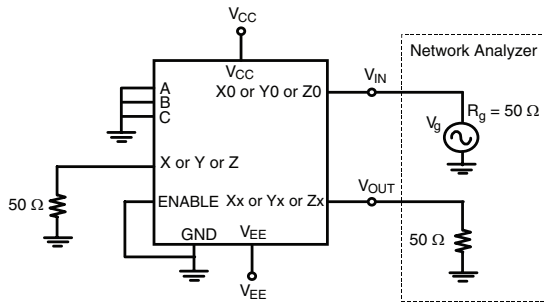 V_CC
V_CC
A
B
C
X0 or Y0 or Z0
V_IN
Network Analyzer
V_g
R_g = 50 Ω
X or Y or Z
50 Ω
ENABLE
Xx or Yx or Zx
V_OUT
50 Ω
GND
V_EE
V_EE